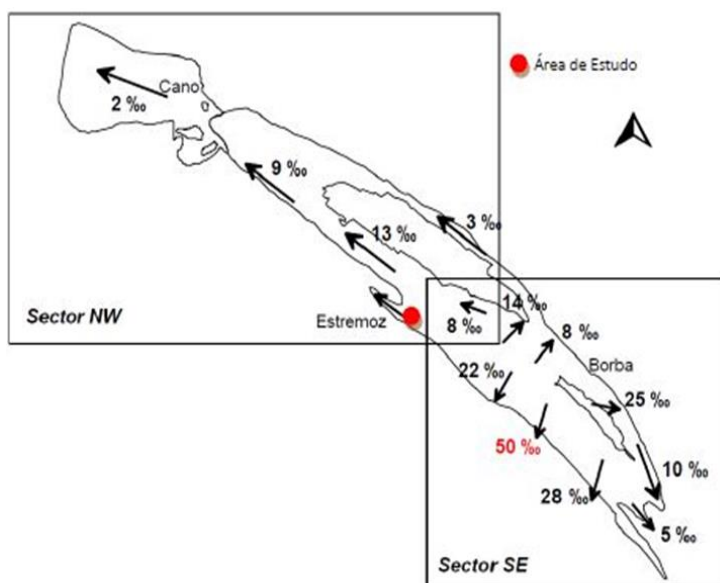 Área de Estudo
Cano
2 ‰
9 ‰
3 ‰
13 ‰
14 ‰
Sector NW
Estremoz
8 ‰
8 ‰
22 ‰
Borba
25 ‰
50 ‰
10 ‰
28 ‰
5 ‰
Sector SE